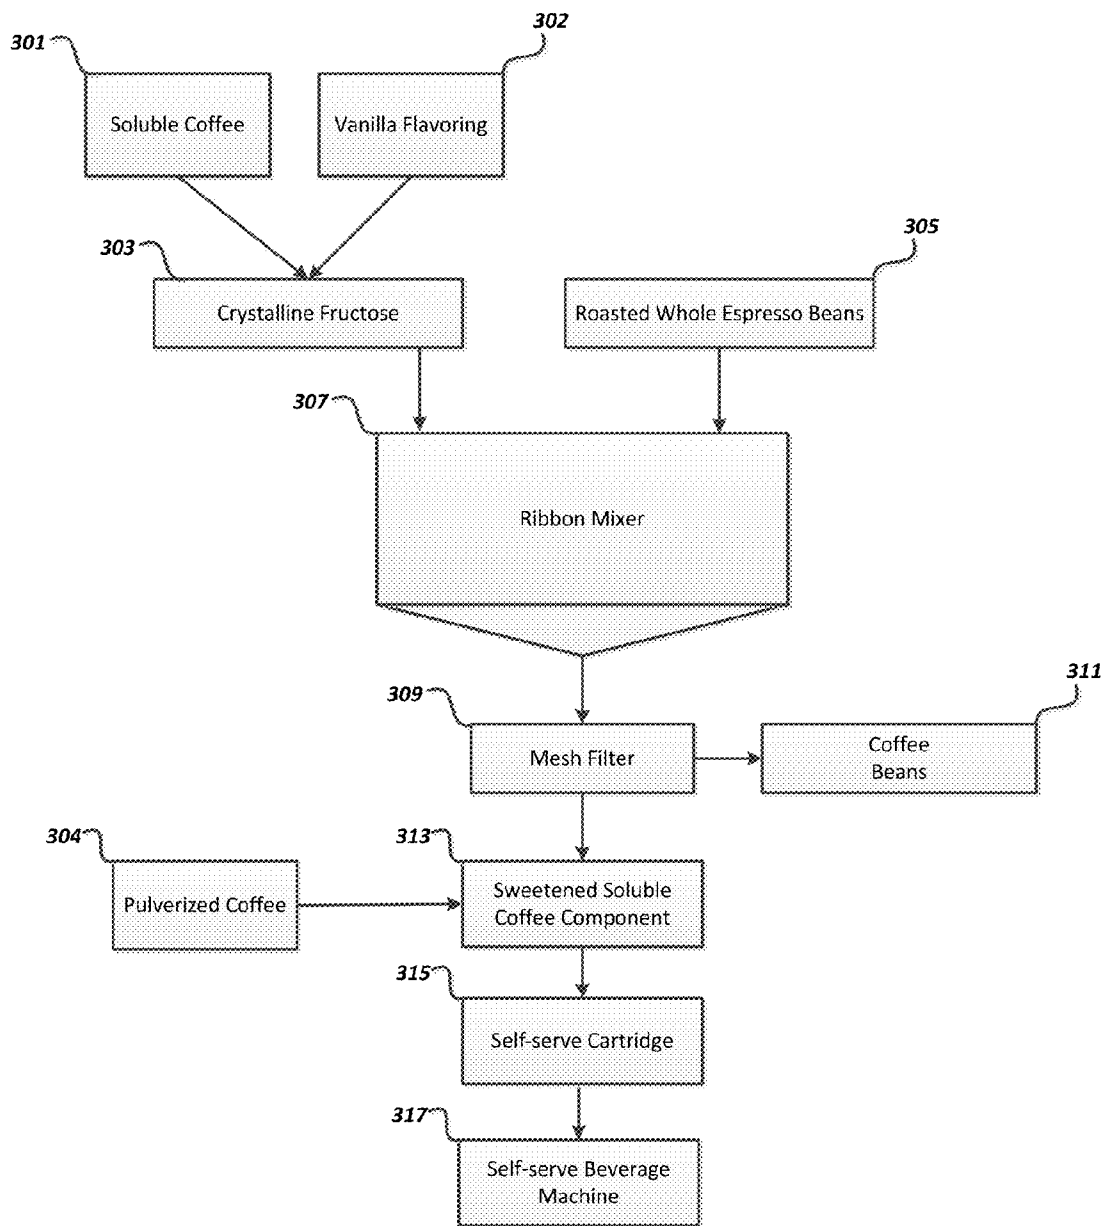 301
302
Soluble Coffee
Vanilla Flavoring
303
305
Crystalline Fructose
Roasted Whole Espresso Beans
307
Ribbon Mixer
309
311
Mesh Filter
Coffee
Beans
304
313
Pulverized Coffee
Sweetened Soluble
Coffee Component
315
Self-serve Cartridge
317
Self-serve Beverage
Machine